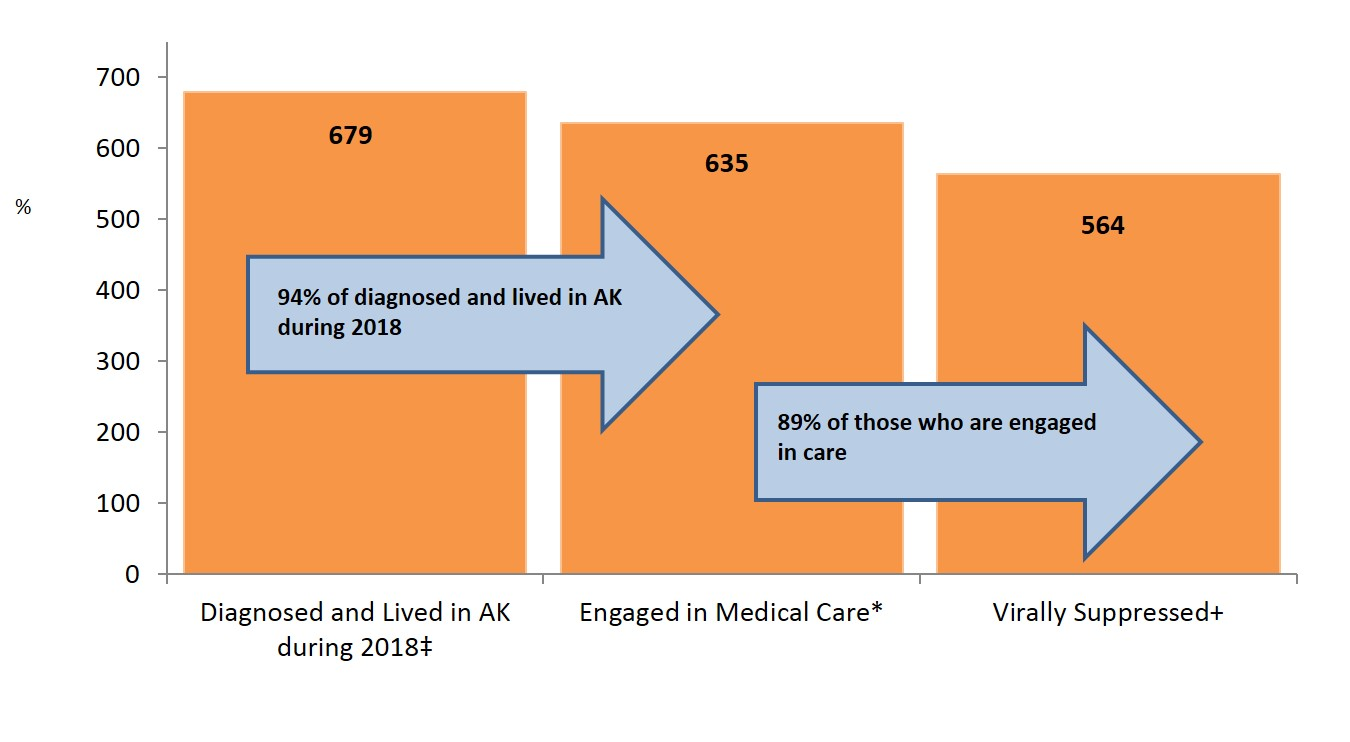 700
600
500
400
300
200
100
0
%
679
635
564
94% of diagnosed and lived in AK
during 2018
89% of those who are engaged
in care
Diagnosed and Lived in AK
during 2018‡
Engaged in Medical Care*
Virally Suppressed+